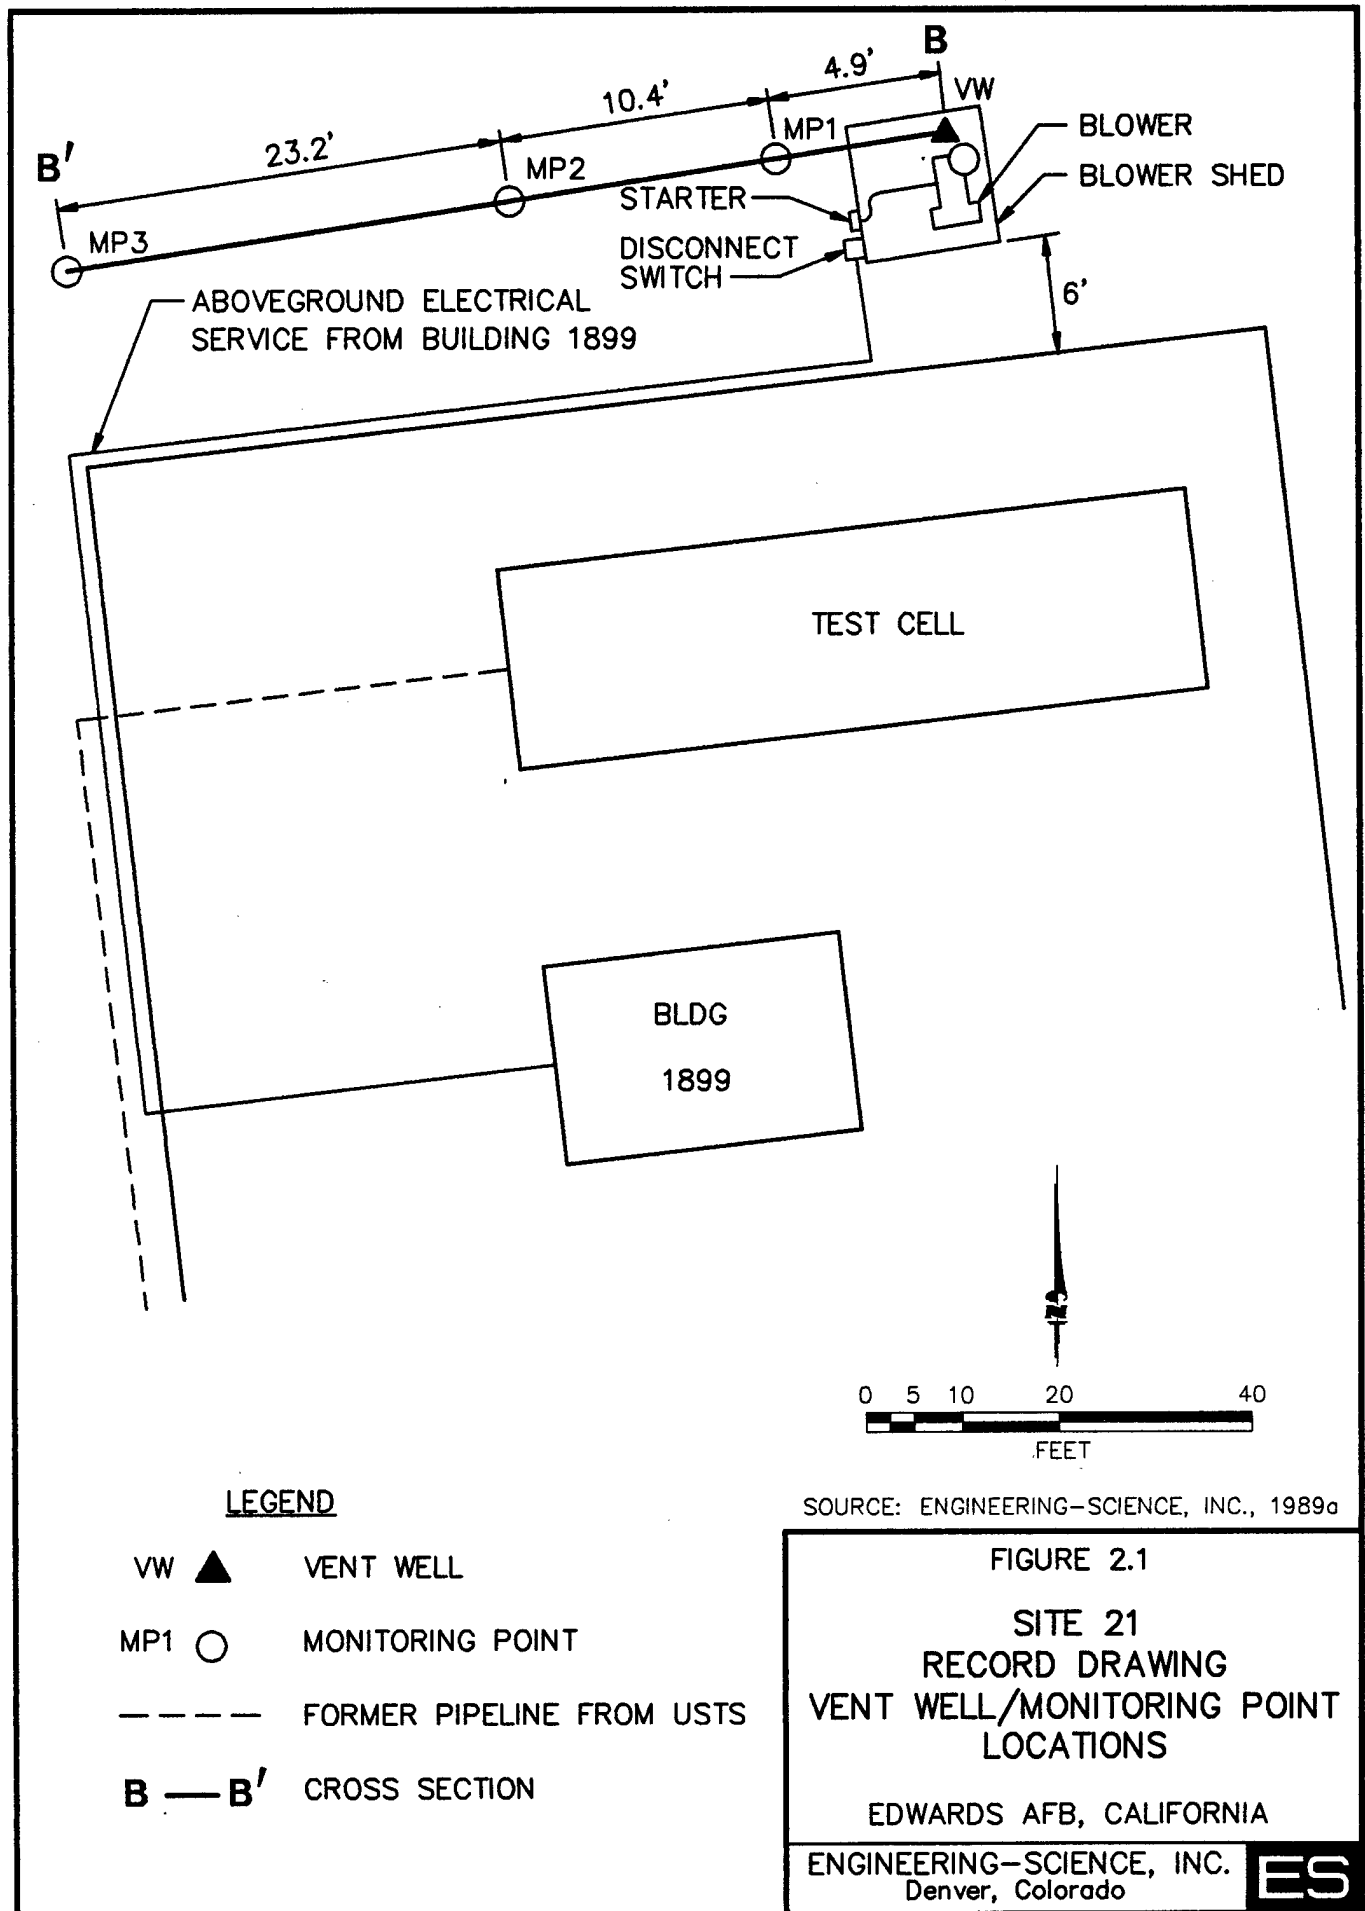 B
4.9'
VW
10.4'
MP1
BLOWER
23.2'
MP2
B'
BLOWER SHED
STARTER
MP3
DISCONNECT
SWITCH
6'
ABOVEGROUND ELECTRICAL
SERVICE FROM BUILDING 1899
TEST CELL
BLDG
1899
N
0 5 10 20 40
FEET
SOURCE: ENGINEERING-SCIENCE, INC., 1989a
LEGEND
VW VENT WELL
MP1 MONITORING POINT
FORMER PIPELINE FROM USTS
B — B' CROSS SECTION
FIGURE 2.1
SITE 21
RECORD DRAWING
VENT WELL/MONITORING POINT
LOCATIONS
EDWARDS AFB, CALIFORNIA
ENGINEERING-SCIENCE, INC.
Denver, Colorado
ES